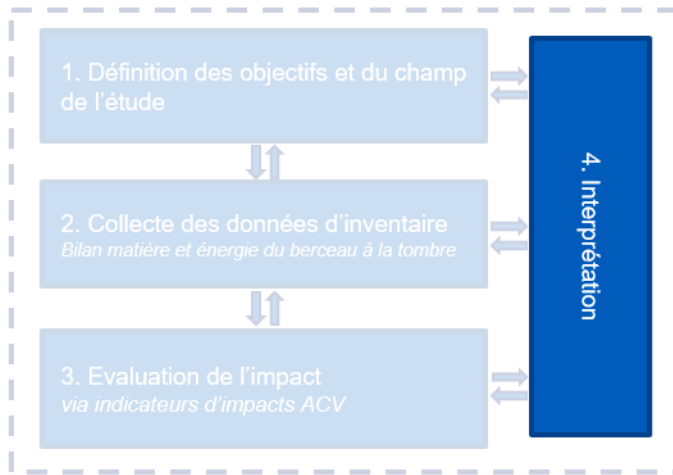 1. Définition des objectifs et du champ
de l'étude
2. Collecte des données d'inventaire
Bilan matière et énergie du berceau à la tombre
3. Evaluation de l'impact
via indicateurs d'impacts ACV
4. Interprétation